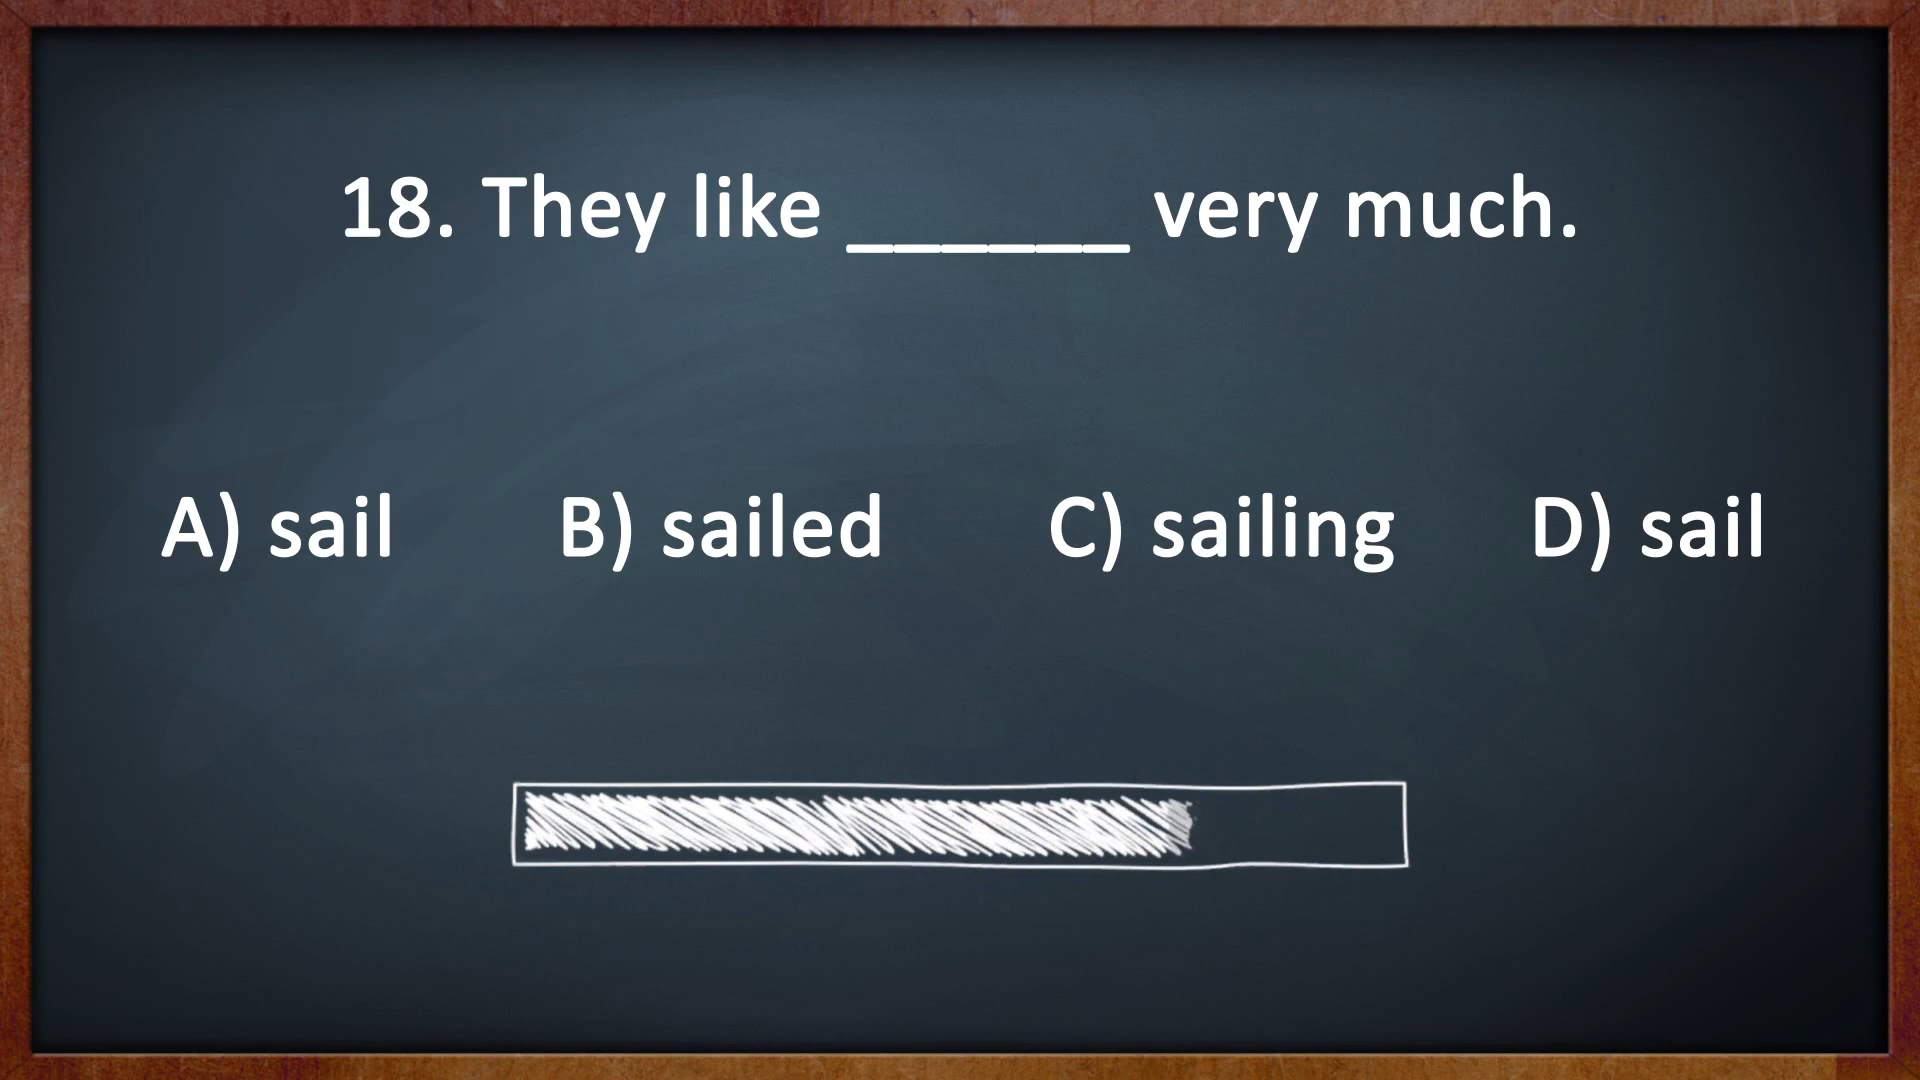 18. They like ______ very much.
A) sail B) sailed C) sailing D) sail